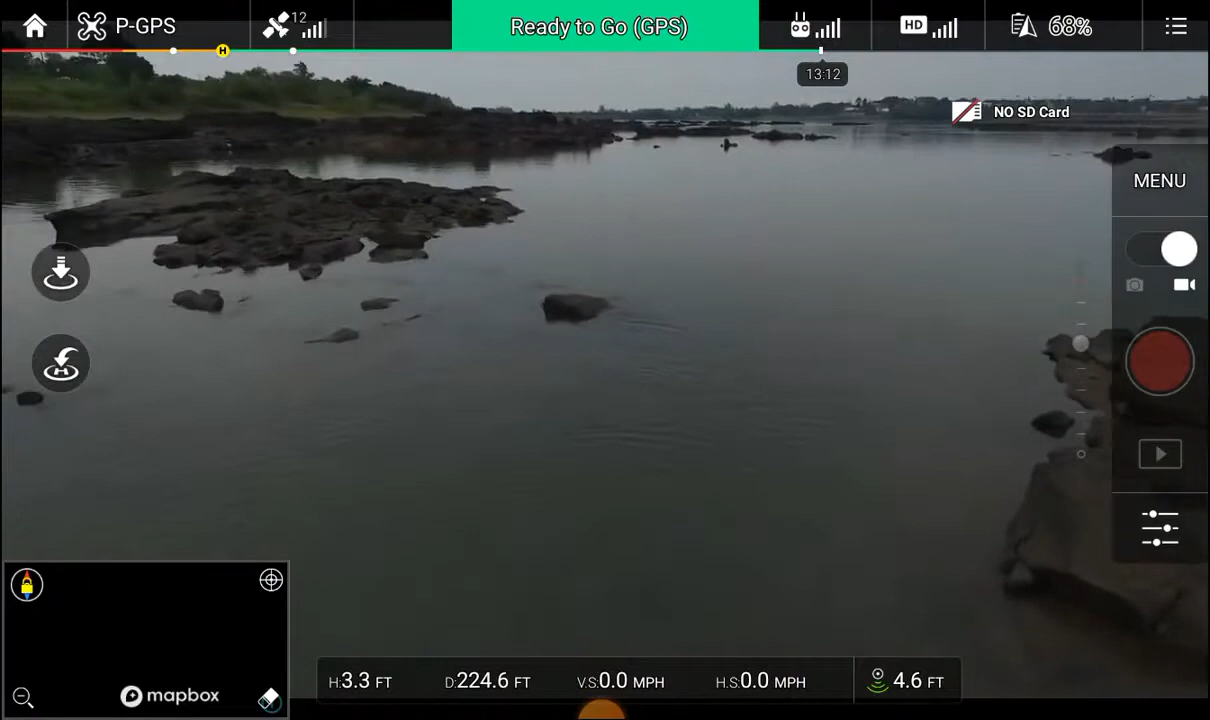 P-GPS
12
Ready to Go (GPS)
HD
68%
H
13:12
NO SD Card
MENU
mapbox
H:3.3 FT
D:224.6 FT
V.S:0.0 MPH
H.S:0.0 MPH
4.6 FT